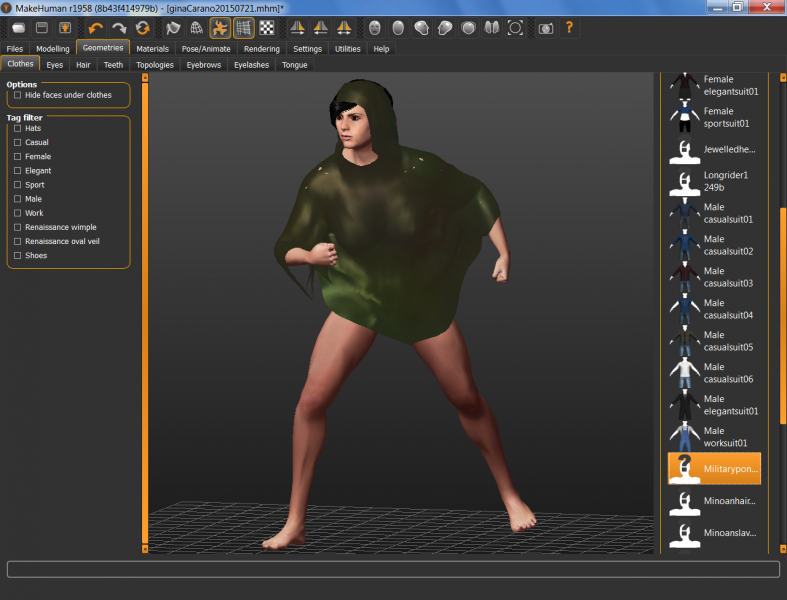 MakeHuman r1958 (8b43f414979b) - [ginaCarano20150721.mhm]*
Files Modelling Geometries Materials Pose/Animate Rendering Settings Utilities Help
Clothes Eyes Hair Teeth Topologies Eyebrows Eyelashes Tongue
Options
Hide faces under clothes
Tag filter
Hats
Casual
Female
Elegant
Sport
Male
Work
Renaissance wimple
Renaissance oval veil
Shoes
Female
elegantsuit01
Female
sportsuit01
Jewelledhe...
Longrider1
249b
Male
casualsuit01
Male
casualsuit02
Male
casualsuit03
Male
casualsuit04
Male
casualsuit05
Male
casualsuit06
Male
elegantsuit01
Male
worksuit01
Militarypon...
Minoanhair...
Minoanslav...